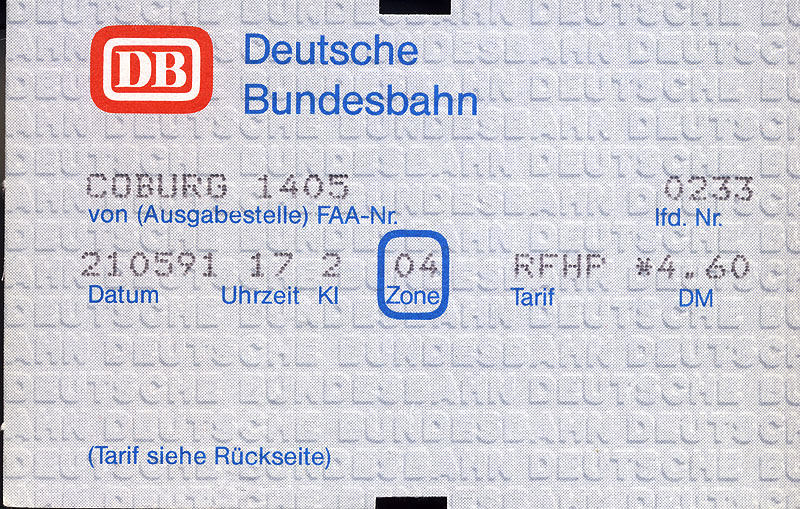 DB
Deutsche
Bundesbahn
COBURG 1405 0233
von (Ausgabestelle) FAA-Nr. lfd. Nr.
210591 17 2 04 RFHP *4.60
Datum Uhrzeit Kl Zone Tarif DM
(Tarif siehe Rückseite)